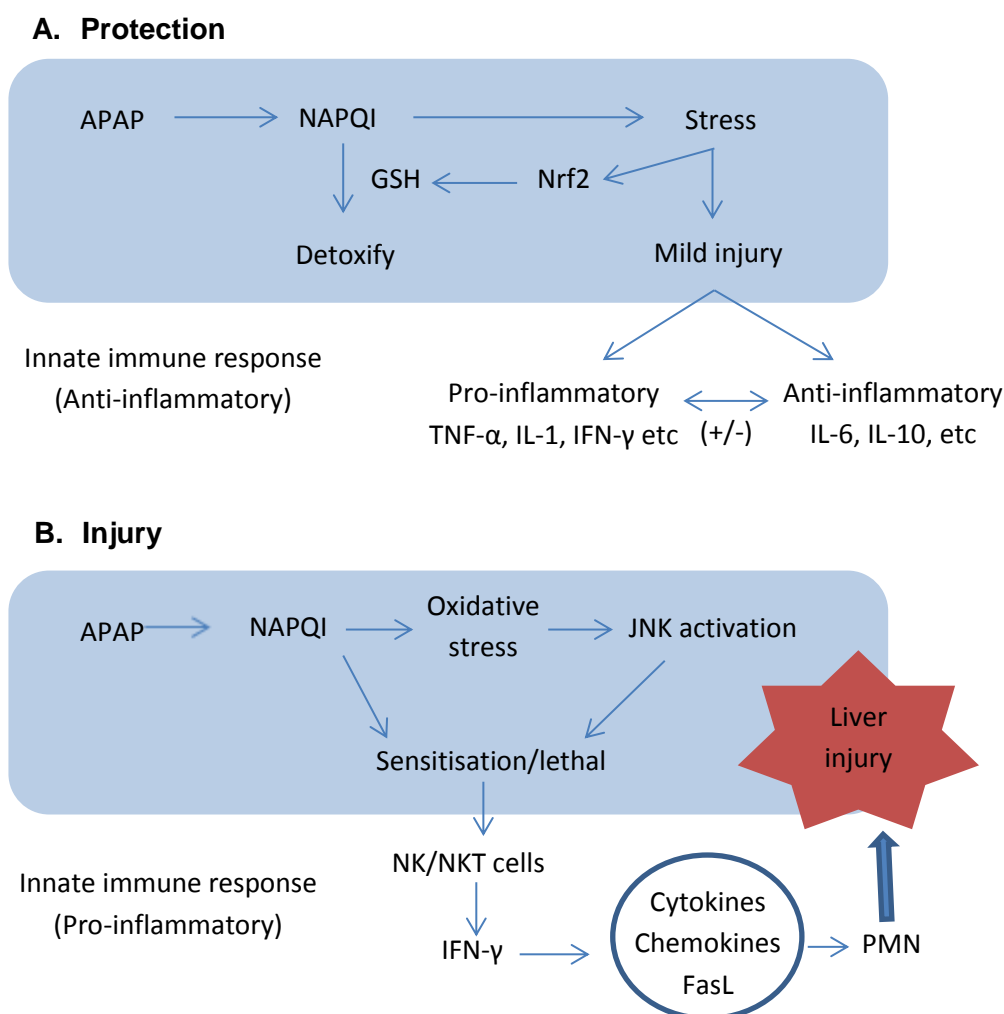 A. Protection
APAP
NAPQI
Stress
GSH
Nrf2
Detoxify
Mild injury
Innate immune response
(Anti-inflammatory)
Pro-inflammatory
TNF-α, IL-1, IFN-γ etc
(+/-)
Anti-inflammatory
IL-6, IL-10, etc
B. Injury
APAP
NAPQI
Oxidative
stress
JNK activation
Liver
injury
Sensitisation/lethal
NK/NKT cells
Innate immune response
(Pro-inflammatory)
IFN-γ
Cytokines
Chemokines
FasL
PMN